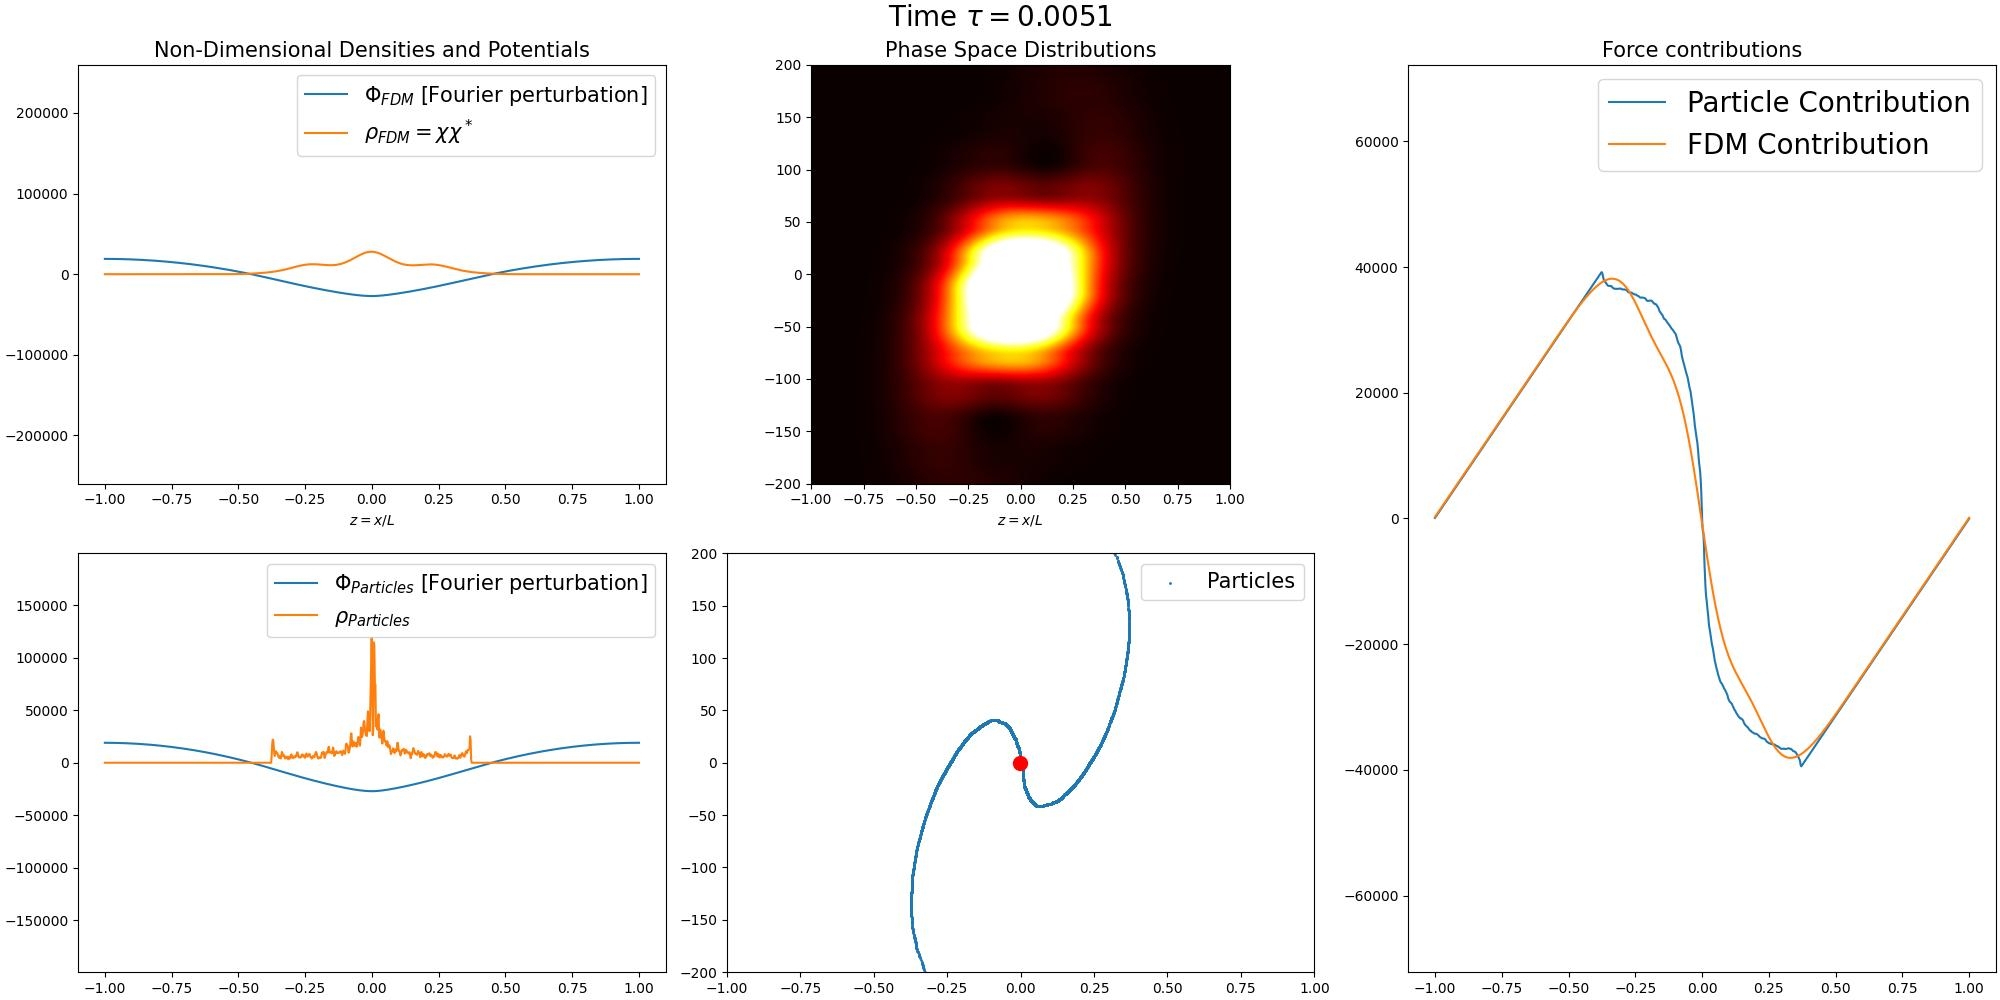 Time τ = 0.0051
Non-Dimensional Densities and Potentials
Φ_FDM [Fourier perturbation]
ρ_FDM = χχ*
200000
100000
0
−100000
−200000
−1.00 −0.75 −0.50 −0.25 0.00 0.25 0.50 0.75 1.00
z = x/L
Phase Space Distributions
200
150
100
50
0
−50
−100
−150
−200
−1.00 −0.75 −0.50 −0.25 0.00 0.25 0.50 0.75 1.00
z = x/L
Force contributions
Particle Contribution
FDM Contribution
60000
40000
20000
0
−20000
−40000
−60000
−1.00 −0.75 −0.50 −0.25 0.00 0.25 0.50 0.75 1.00
Φ_Particles [Fourier perturbation]
ρ_Particles
150000
100000
50000
0
−50000
−100000
−150000
−1.00 −0.75 −0.50 −0.25 0.00 0.25 0.50 0.75 1.00
Particles
200
150
100
50
0
−50
−100
−150
−200
−1.00 −0.75 −0.50 −0.25 0.00 0.25 0.50 0.75 1.00